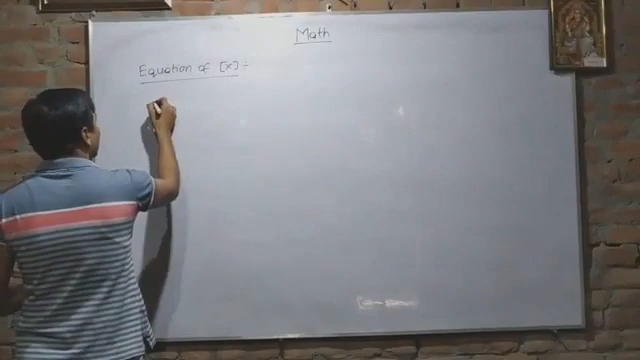 Math
Equation of [x] ÷